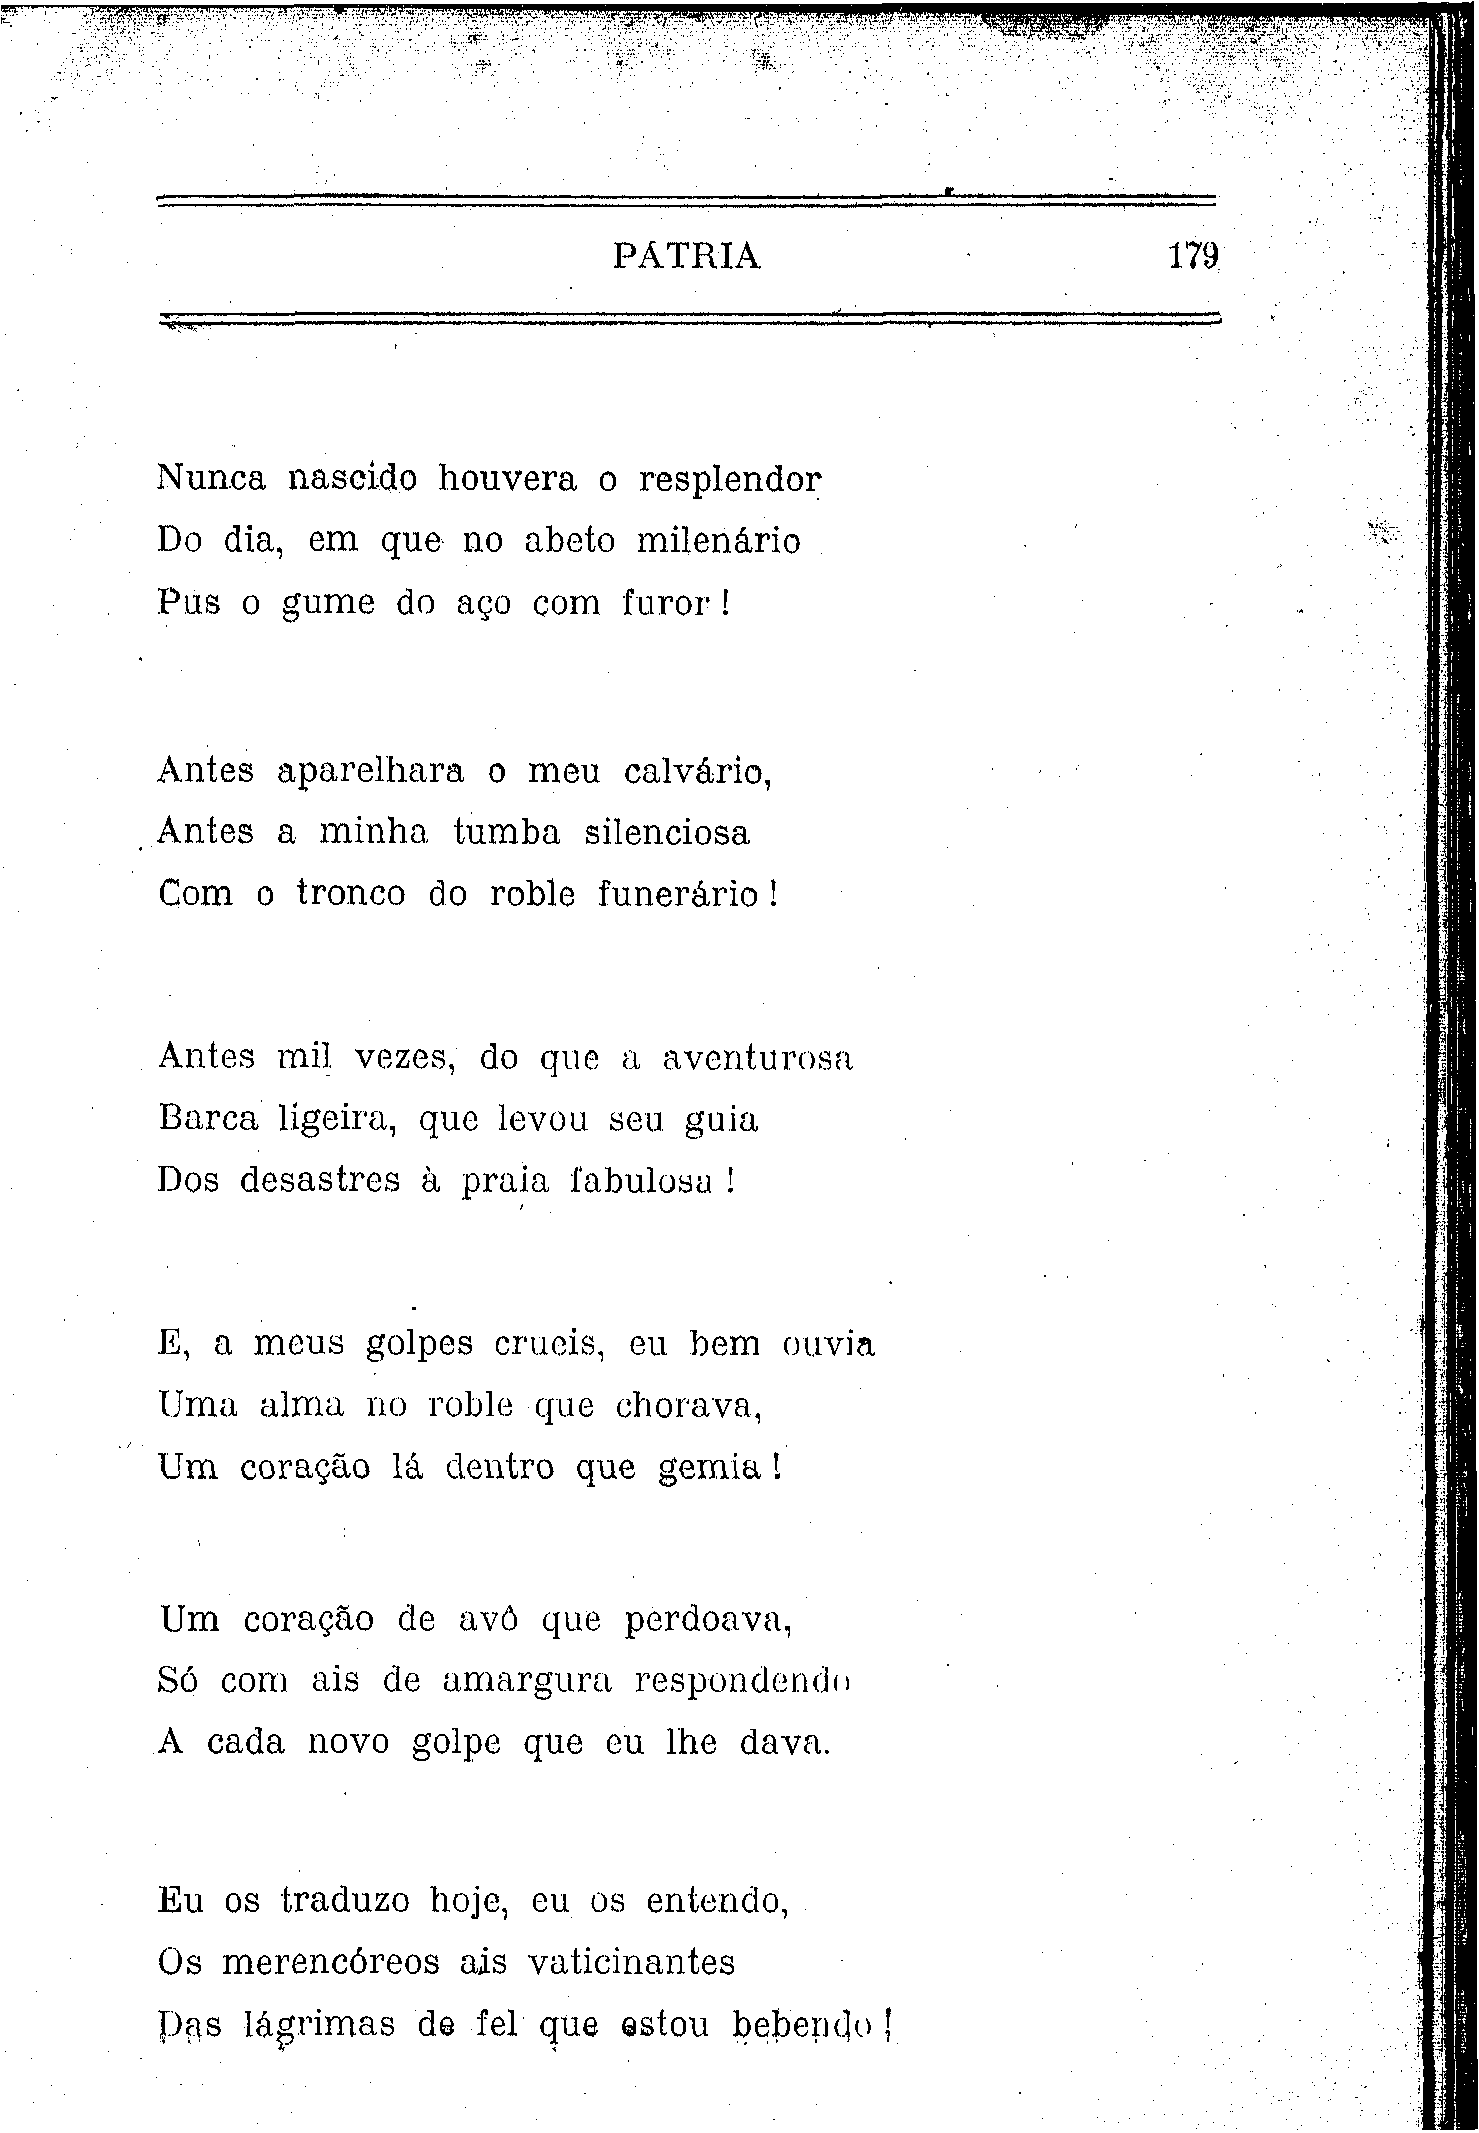 PÁTRIA 179
Nunca nascido houvera o resplendor
Do dia, em que no abeto milenário
Pus o gume do aço com furor!
Antes aparelhara o meu calvário,
Antes a minha tumba silenciosa
Com o tronco do roble funerário!
Antes mil vezes, do que a aventurosa
Barca ligeira, que levou seu guia
Dos desastres à praia fabulosa!
E, a meus golpes crueis, eu bem ouvia
Uma alma no roble que chorava,
Um coração lá dentro que gemia!
Um coração de avô que perdoava,
Só com ais de amargura respondendo
A cada novo golpe que eu lhe dava.
Eu os traduzo hoje, eu os entendo,
Os merencóreos ais vaticinantes
Das lágrimas de fel que estou bebendo!